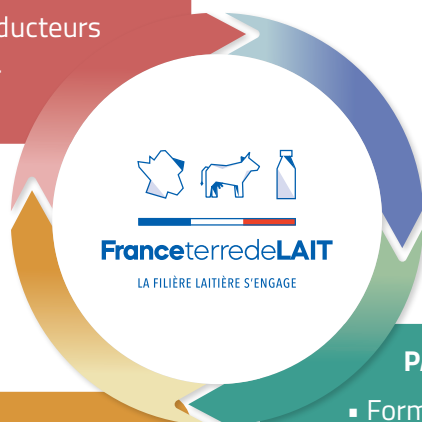 ducteurs
FranceterredeLAIT
LA FILIÈRE LAITIÈRE S'ENGAGE
PA
▪ Form